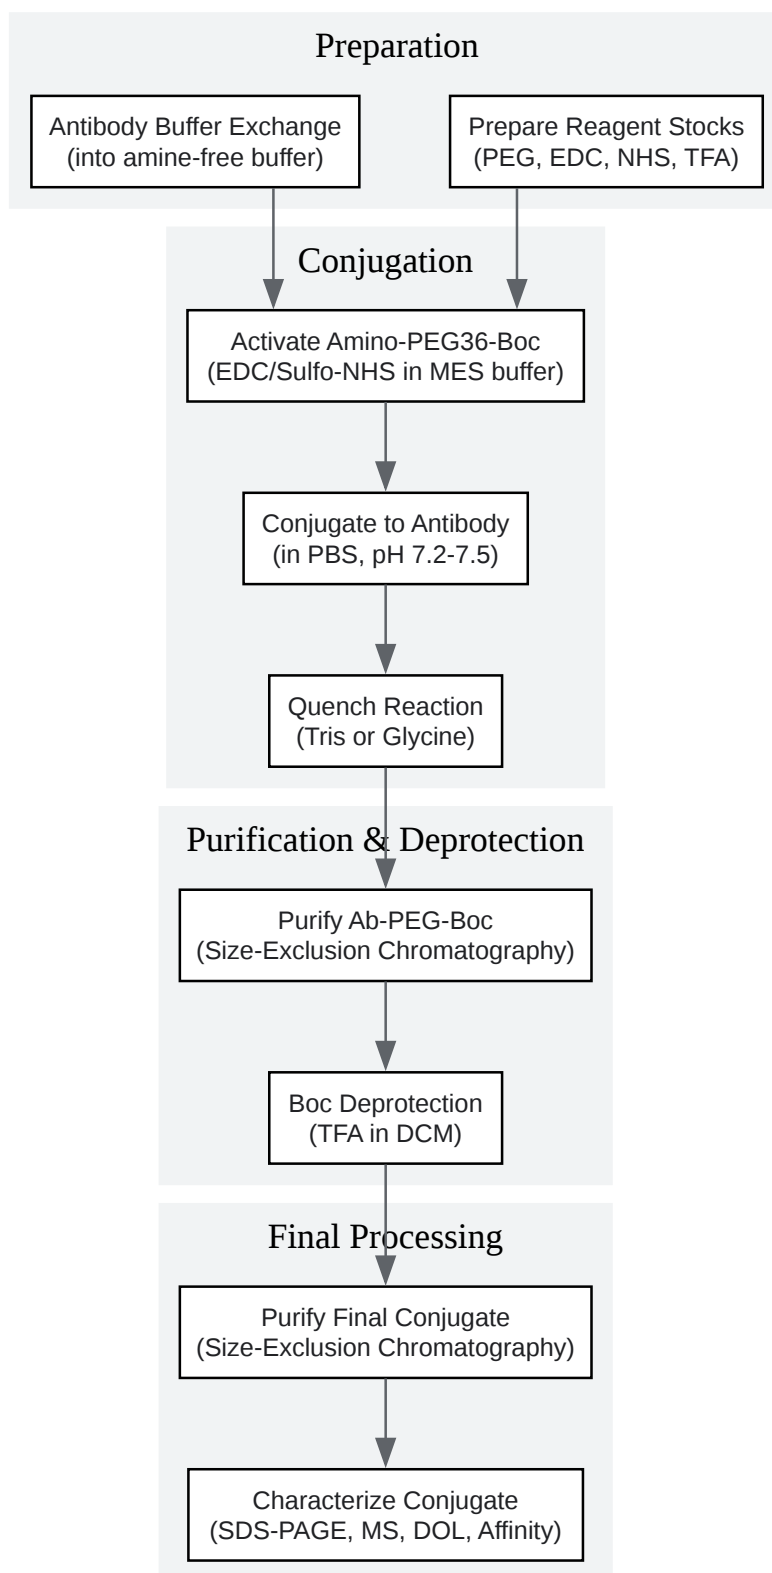 Preparation
Antibody Buffer Exchange
(into amine-free buffer)
Prepare Reagent Stocks
(PEG, EDC, NHS, TFA)
Conjugation
Activate Amino-PEG36-Boc
(EDC/Sulfo-NHS in MES buffer)
Conjugate to Antibody
(in PBS, pH 7.2-7.5)
Quench Reaction
(Tris or Glycine)
Purification & Deprotection
Purify Ab-PEG-Boc
(Size-Exclusion Chromatography)
Boc Deprotection
(TFA in DCM)
Final Processing
Purify Final Conjugate
(Size-Exclusion Chromatography)
Characterize Conjugate
(SDS-PAGE, MS, DOL, Affinity)